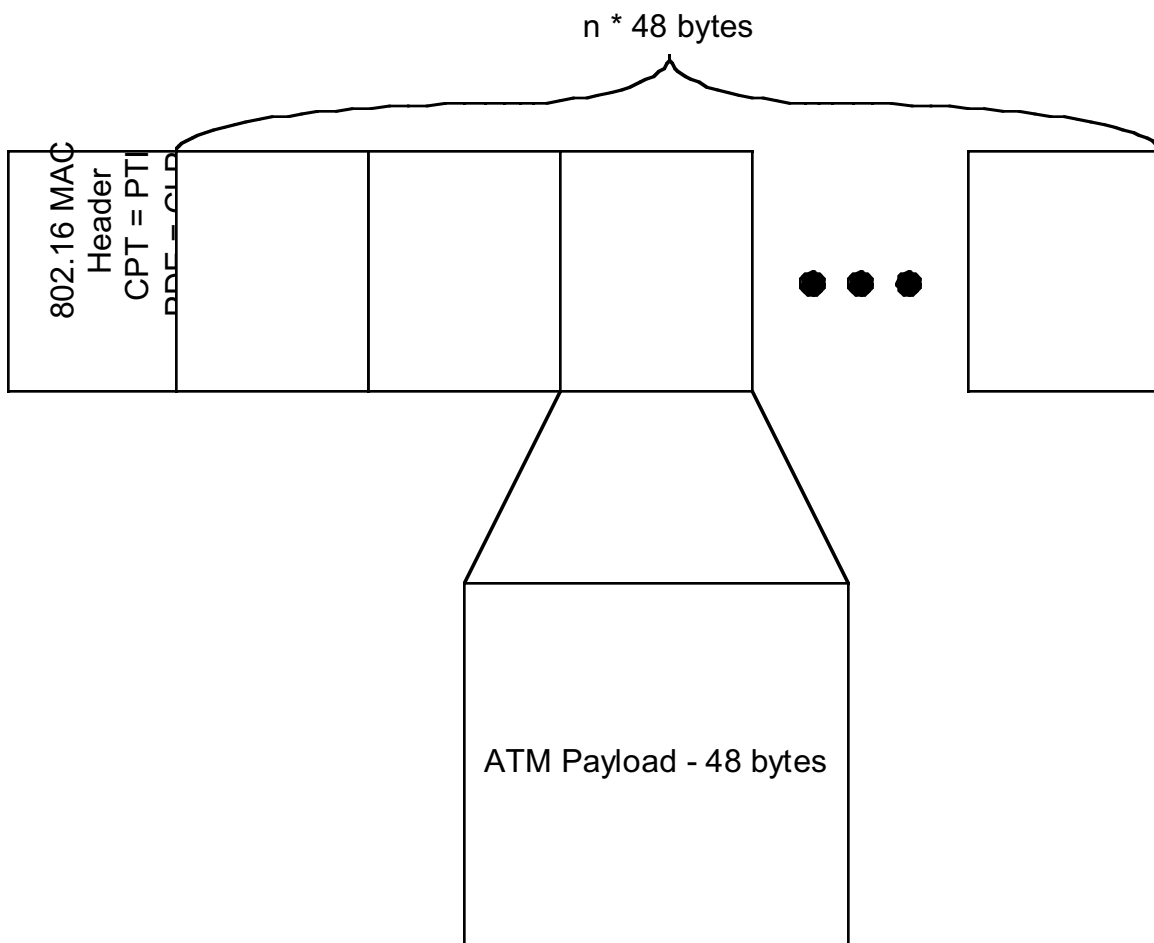 n * 48 bytes
802.16 MAC
Header
CPT = PTI
ATM Payload - 48 bytes